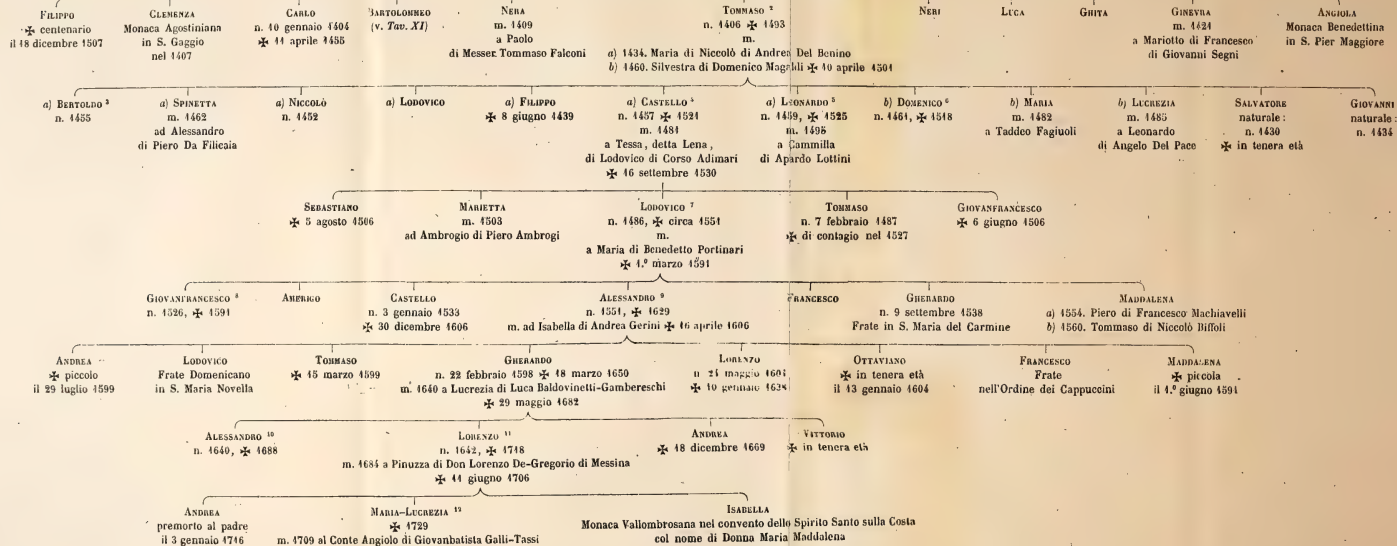 FILIPPO
✠ centenario
il 18 dicembre 1507
CLEMENZA
Monaca Agostiniana
in S. Gaggio
nel 1407
CARLO
n. 10 gennaio 1404
✠ 11 aprile 1455
BARTOLOMMEO
(v. Tav. XI)
NERA
m. 1409
a Paolo
di Messer Tommaso Falconi
TOMMASO 2
n. 1406 ✠ 1493
m.
a) 1434. Maria di Niccolò di Andrea Del Benino
b) 1460. Silvestra di Domenico Magaldi ✠ 10 aprile 1501
NERI
LUCA
GHITA
GINEVRA
m. 1421
a Mariotto di Francesco
di Giovanni Segni
ANGIOLA
Monaca Benedettina
in S. Pier Maggiore
a) BERTOLDO 3
n. 1455
a) SPINETTA
m. 1462
ad Alessandro
di Piero Da Filicaia
a) NICCOLÒ
n. 1452
a) LODOVICO
a) FILIPPO
✠ 8 giugno 1439
a) CASTELLO 4
n. 1457 ✠ 1521
m. 1481
a Tessa, detta Lena,
di Lodovico di Corso Adimari
✠ 16 settembre 1530
a) LEONARDO 5
n. 1459, ✠ 1525
m. 1498
a Cammilla
di Apardo Lottini
b) DOMENICO 6
n. 1461, ✠ 1518
b) MARIA
m. 1482
a Taddeo Fagiuoli
b) LUCREZIA
m. 1485
a Leonardo
di Angelo Del Pace
SALVATORE
naturale:
n. 1430
✠ in tenera età
GIOVANNI
naturale:
n. 1434
SEBASTIANO
✠ 5 agosto 1506
MARIETTA
m. 1503
ad Ambrogio di Piero Ambrogi
LODOVICO 7
n. 1486, ✠ circa 1551
m.
a Maria di Benedetto Portinari
✠ 1.º marzo 1591
TOMMASO
n. 7 febbraio 1487
✠ di contagio nel 1527
GIOVANFRANCESCO
✠ 6 giugno 1506
GIOVANFRANCESCO 8
n. 1526, ✠ 1591
AMERIGO
CASTELLO
n. 3 gennaio 1533
✠ 30 dicembre 1606
ALESSANDRO 9
n. 1551, ✠ 1629
m. ad Isabella di Andrea Gerini ✠ 16 aprile 1606
FRANCESCO
GHERARDO
n. 9 settembre 1538
Frate in S. Maria del Carmine
MADDALENA
a) 1554. Piero di Francesco Machiavelli
b) 1560. Tommaso di Niccolò Biffoli
ANDREA
✠ piccolo
il 29 luglio 1599
LODOVICO
Frate Domenicano
in S. Maria Novella
TOMMASO
✠ 15 marzo 1599
GHERARDO
n. 22 febbraio 1598 ✠ 18 marzo 1650
m. 1640 a Lucrezia di Luca Baldovinetti-Gambereschi
✠ 29 maggio 1682
LORENZO
n. 21 maggio 1601
✠ 10 gennaio
OTTAVIANO
✠ in tenera età
il 13 gennaio 1604
FRANCESCO
Frate
nell'Ordine dei Cappuccini
MADDALENA
✠ piccola
il 1.º giugno 1591
ALESSANDRO 10
n. 1640, ✠ 1688
LORENZO 11
n. 1642, ✠ 1718
m. 1684 a Pinuzza di Don Lorenzo De-Gregorio di Messina
✠ 11 giugno 1706
ANDREA
✠ 18 dicembre 1669
VITTORIO
✠ in tenera età
ANDREA
premorto al padre
il 3 gennaio 1716
MARIA-LUCREZIA 12
✠ 1729
m. 1709 al Conte Angiolo di Giovanbatista Galli-Tassi
ISABELLA
Monaca Vallombrosana nel convento dello Spirito Santo sulla Costa
col nome di Donna Maria Maddalena